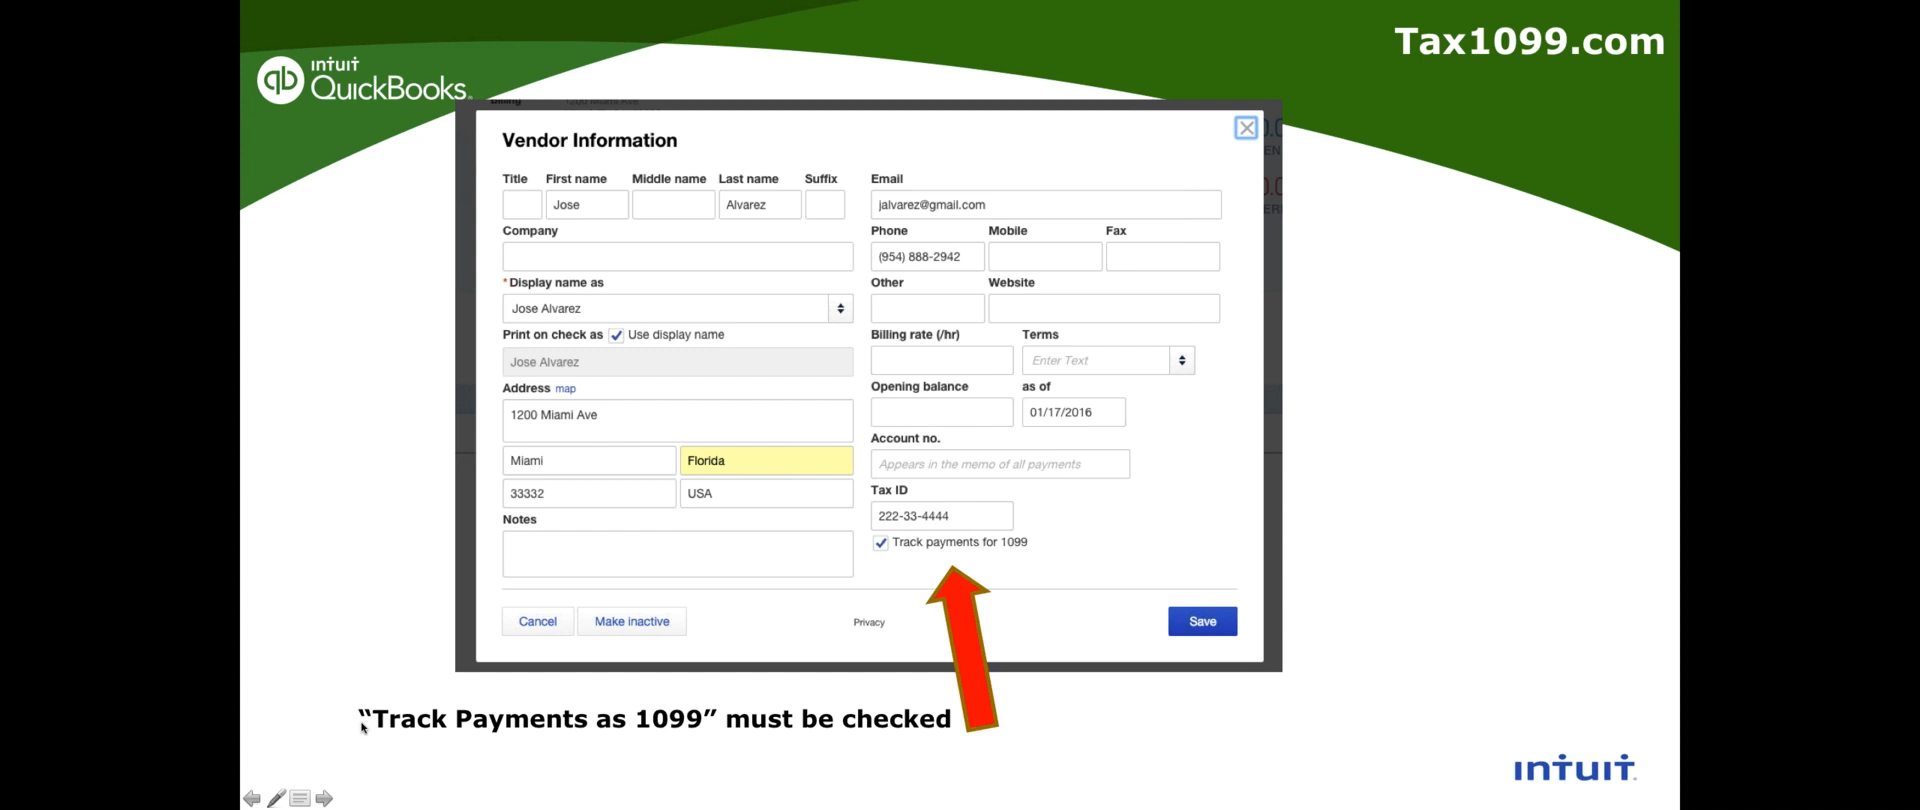 Tax1099.com
intuit
qb QuickBooks
Billing 1200 Miami Ave
Vendor Information
Title First name Middle name Last name Suffix Email
Jose Alvarez jalvarez@gmail.com
Company Phone Mobile Fax
(954) 888-2942
*Display name as Other Website
Jose Alvarez
Print on check as Use display name Billing rate (/hr) Terms
Jose Alvarez Enter Text
Address map Opening balance as of
1200 Miami Ave 01/17/2016
Account no.
Miami Florida Appears in the memo of all payments
33332 USA Tax ID
222-33-4444
Notes
Track payments for 1099
Cancel Make inactive Privacy Save
“Track Payments as 1099” must be checked
intuit.